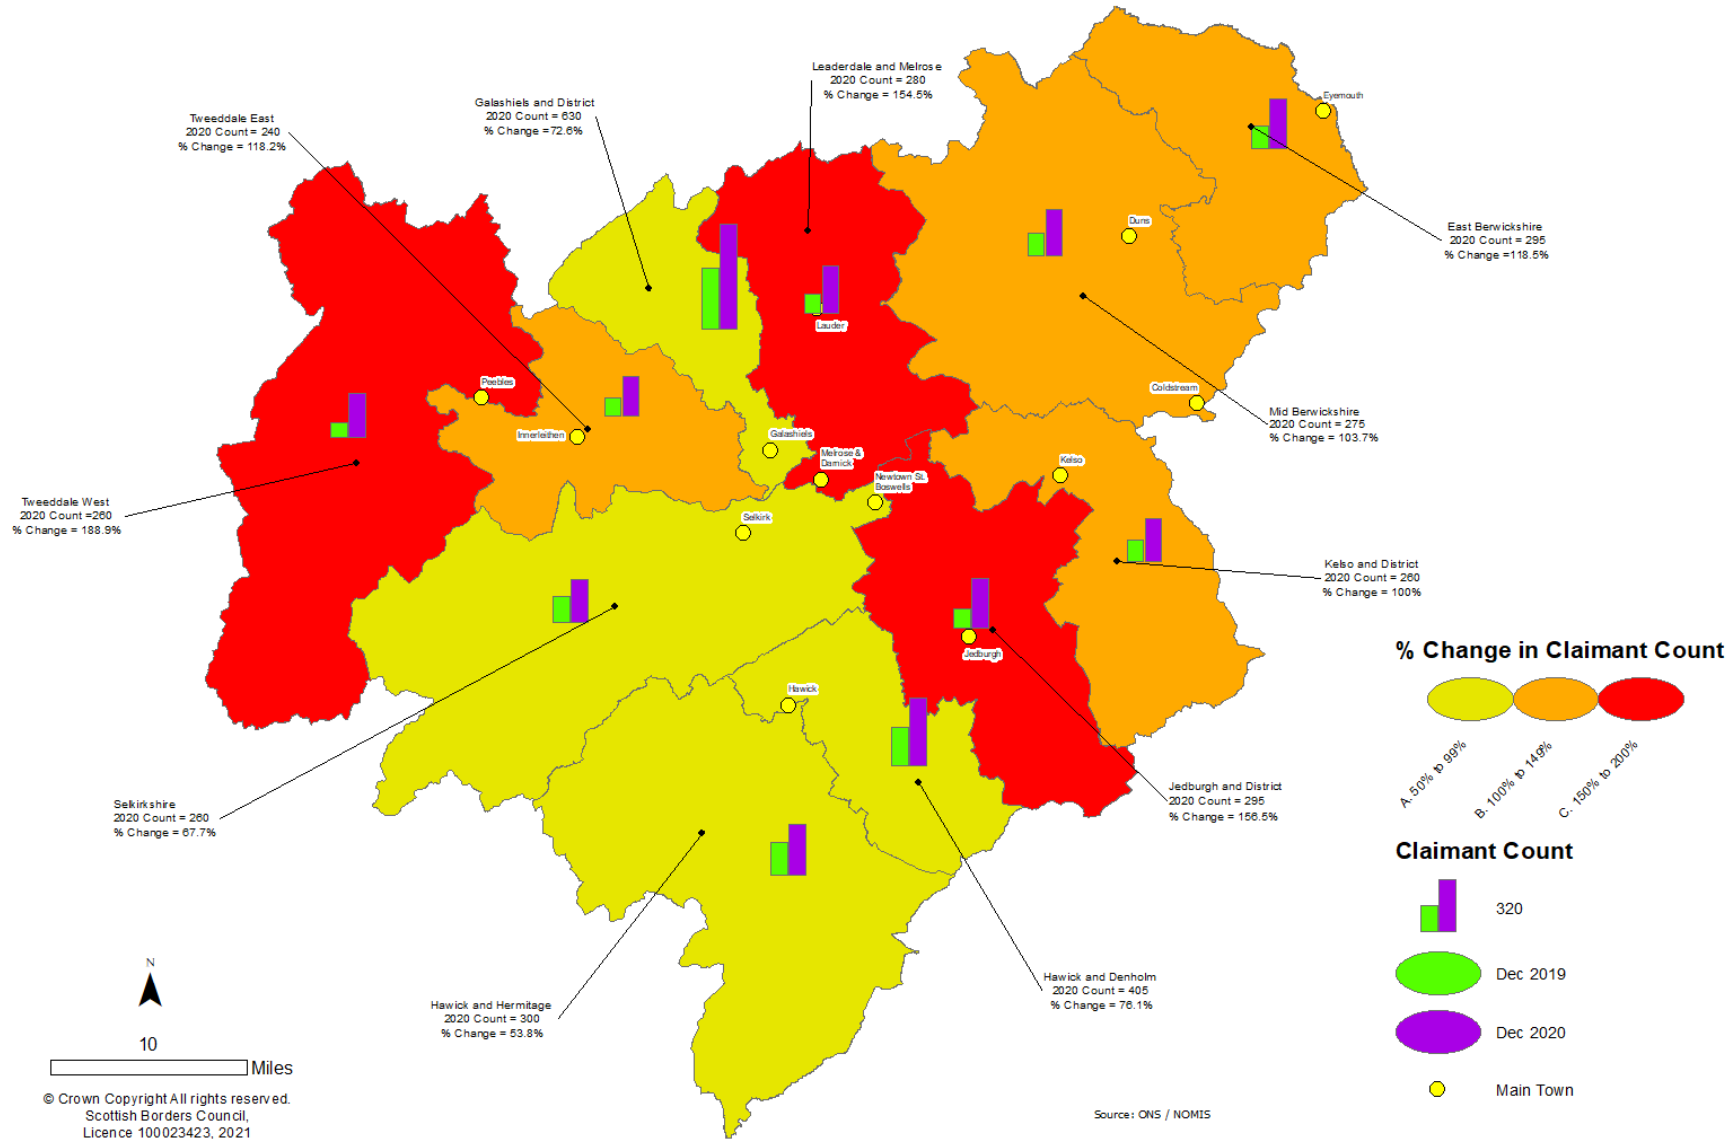 Leaderdale and Melrose
2020 Count = 280
% Change = 154.5%
Galashiels and District
2020 Count = 630
% Change =72.6%
Tweeddale East
2020 Count = 240
% Change = 118.2%
Eyemouth
East Berwickshire
2020 Count = 295
% Change =118.5%
Duns
Lauder
Peebles
Coldstream
Mid Berwickshire
2020 Count = 275
% Change = 103.7%
Innerleithen
Galashiels
Melrose &
Darnick
Kelso
Newtown St.
Boswells
Tweeddale West
2020 Count =260
% Change = 188.9%
Selkirk
Kelso and District
2020 Count = 260
% Change = 100%
Jedburgh
Hawick
% Change in Claimant Count
A. 50% to 99%
B. 100% to 149%
C. 150% to 200%
Selkirkshire
2020 Count = 260
% Change = 67.7%
Jedburgh and District
2020 Count = 295
% Change = 156.5%
Claimant Count
320
Dec 2019
Dec 2020
Main Town
Hawick and Denholm
2020 Count = 405
% Change = 76.1%
Hawick and Hermitage
2020 Count = 300
% Change = 53.8%
N
10
Miles
© Crown Copyright All rights reserved.
Scottish Borders Council,
Licence 100023423, 2021
Source: ONS / NOMIS